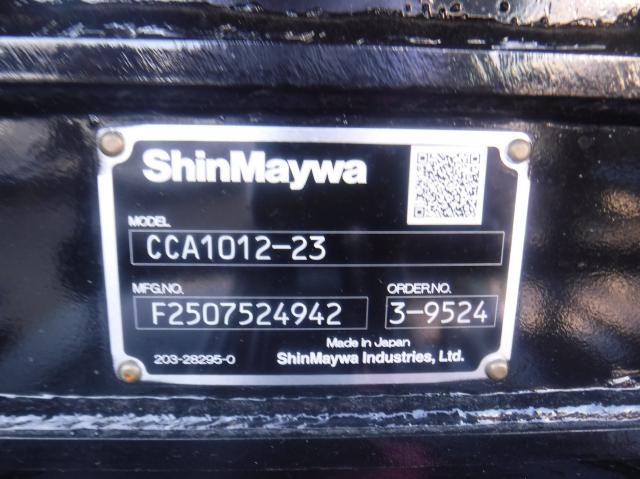 ShinMaywa
MODEL
CCA1012-23
MFG.NO. ORDER.NO.
F2507524942 3-9524
Made in Japan
203-28295-0 ShinMaywa Industries, Ltd.